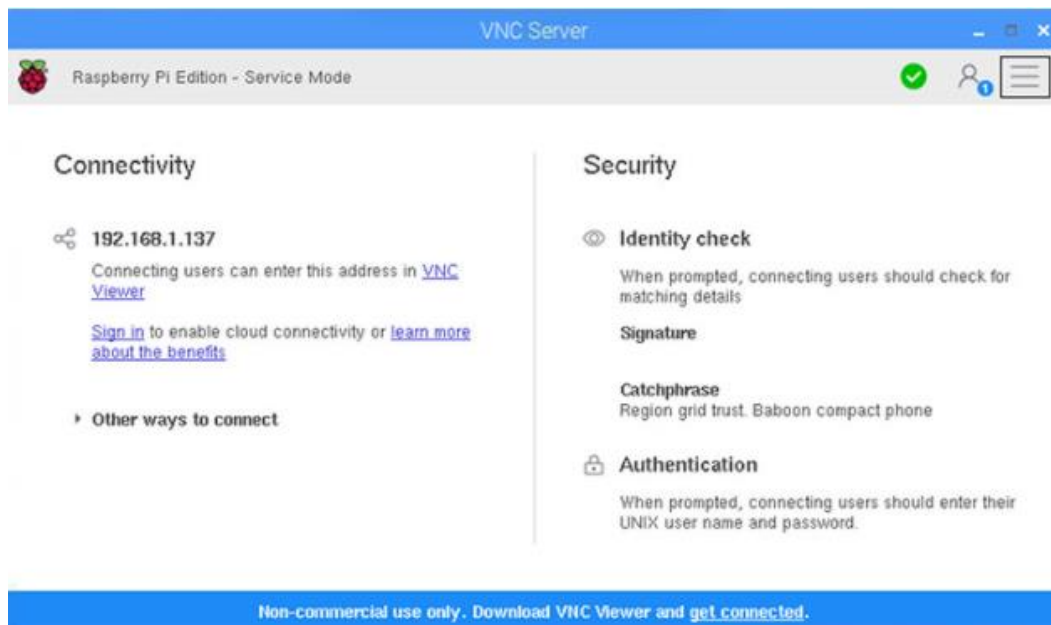 VNC Server
Raspberry Pi Edition - Service Mode
1
Connectivity
192.168.1.137
Connecting users can enter this address in VNC
Viewer
Sign in to enable cloud connectivity or learn more
about the benefits
Other ways to connect
Security
Identity check
When prompted, connecting users should check for
matching details
Signature
Catchphrase
Region grid trust. Baboon compact phone
Authentication
When prompted, connecting users should enter their
UNIX user name and password.
Non-commercial use only. Download VNC Viewer and get connected.